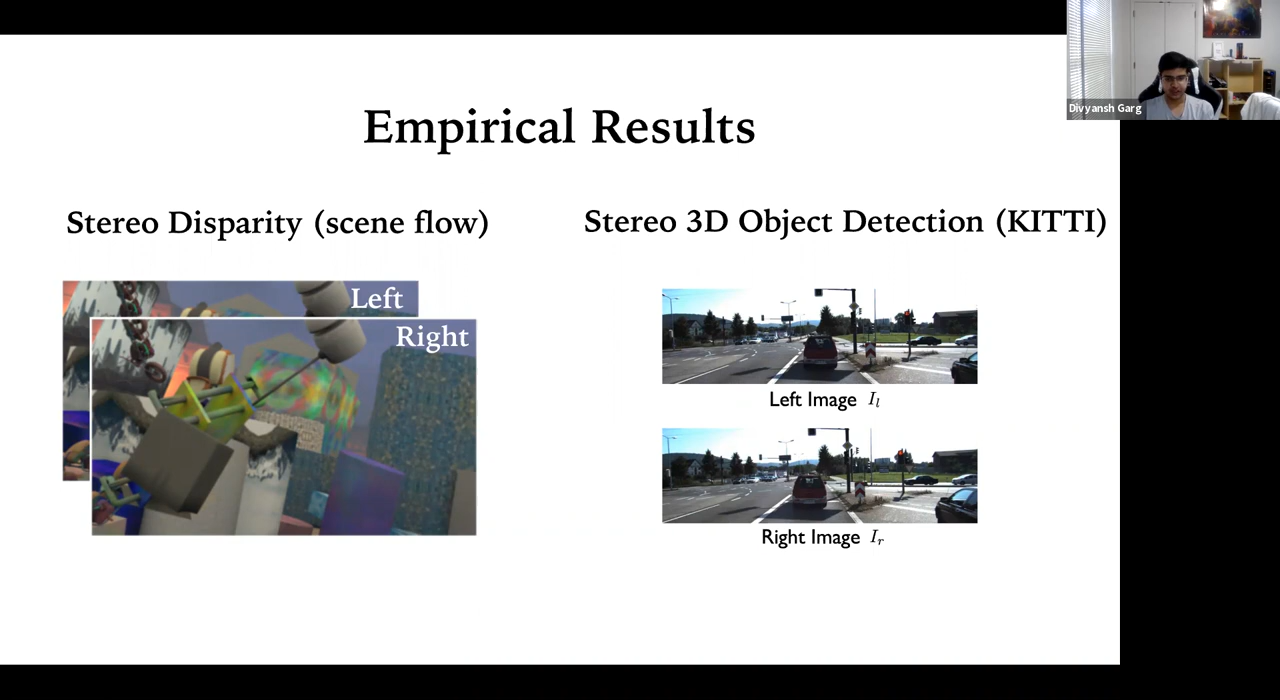 Divyansh Garg
Empirical Results
Stereo Disparity (scene flow)
Stereo 3D Object Detection (KITTI)
Left
Right
Left Image I_l
Right Image I_r